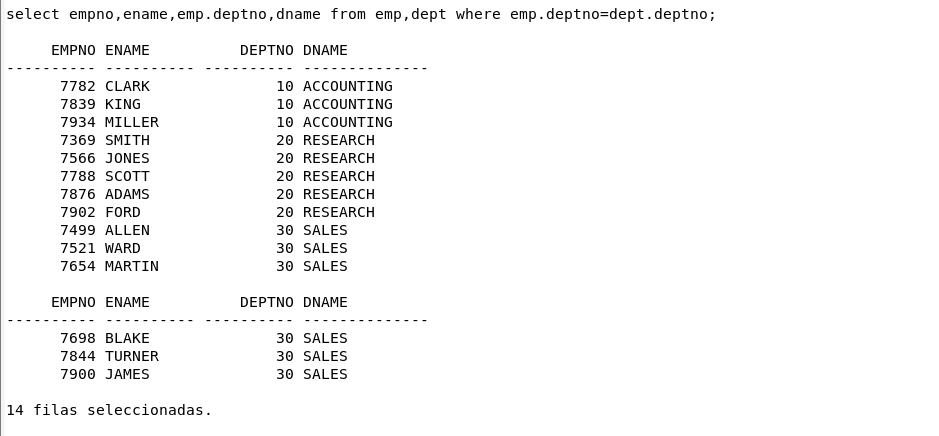 select empno,ename,emp.deptno,dname from emp,dept where emp.deptno=dept.deptno;

     EMPNO ENAME          DEPTNO DNAME
---------- ---------- ---------- --------------
      7782 CLARK              10 ACCOUNTING
      7839 KING               10 ACCOUNTING
      7934 MILLER             10 ACCOUNTING
      7369 SMITH              20 RESEARCH
      7566 JONES              20 RESEARCH
      7788 SCOTT              20 RESEARCH
      7876 ADAMS              20 RESEARCH
      7902 FORD               20 RESEARCH
      7499 ALLEN              30 SALES
      7521 WARD               30 SALES
      7654 MARTIN             30 SALES

     EMPNO ENAME          DEPTNO DNAME
---------- ---------- ---------- --------------
      7698 BLAKE              30 SALES
      7844 TURNER             30 SALES
      7900 JAMES              30 SALES

14 filas seleccionadas.